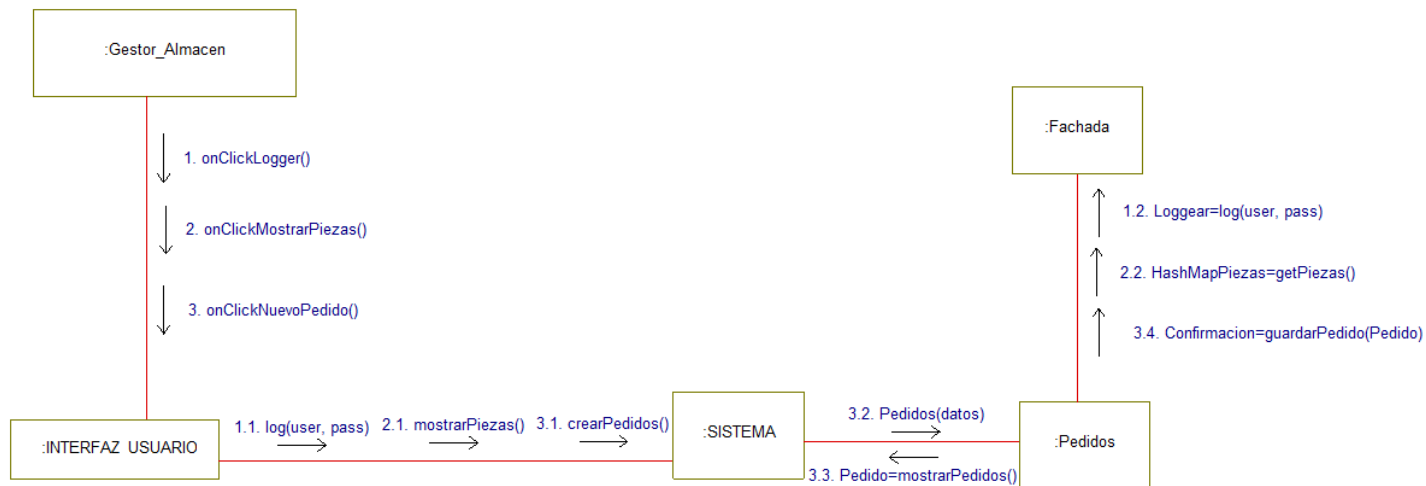 :Gestor_Almacen
1. onClickLogger()
2. onClickMostrarPiezas()
3. onClickNuevoPedido()
:Fachada
1.2. Loggear=log(user, pass)
2.2. HashMapPiezas=getPiezas()
3.4. Confirmacion=guardarPedido(Pedido)
:INTERFAZ USUARIO
1.1. log(user, pass)
2.1. mostrarPiezas()
3.1. crearPedidos()
:SISTEMA
3.2. Pedidos(datos)
3.3. Pedido=mostrarPedidos()
:Pedidos